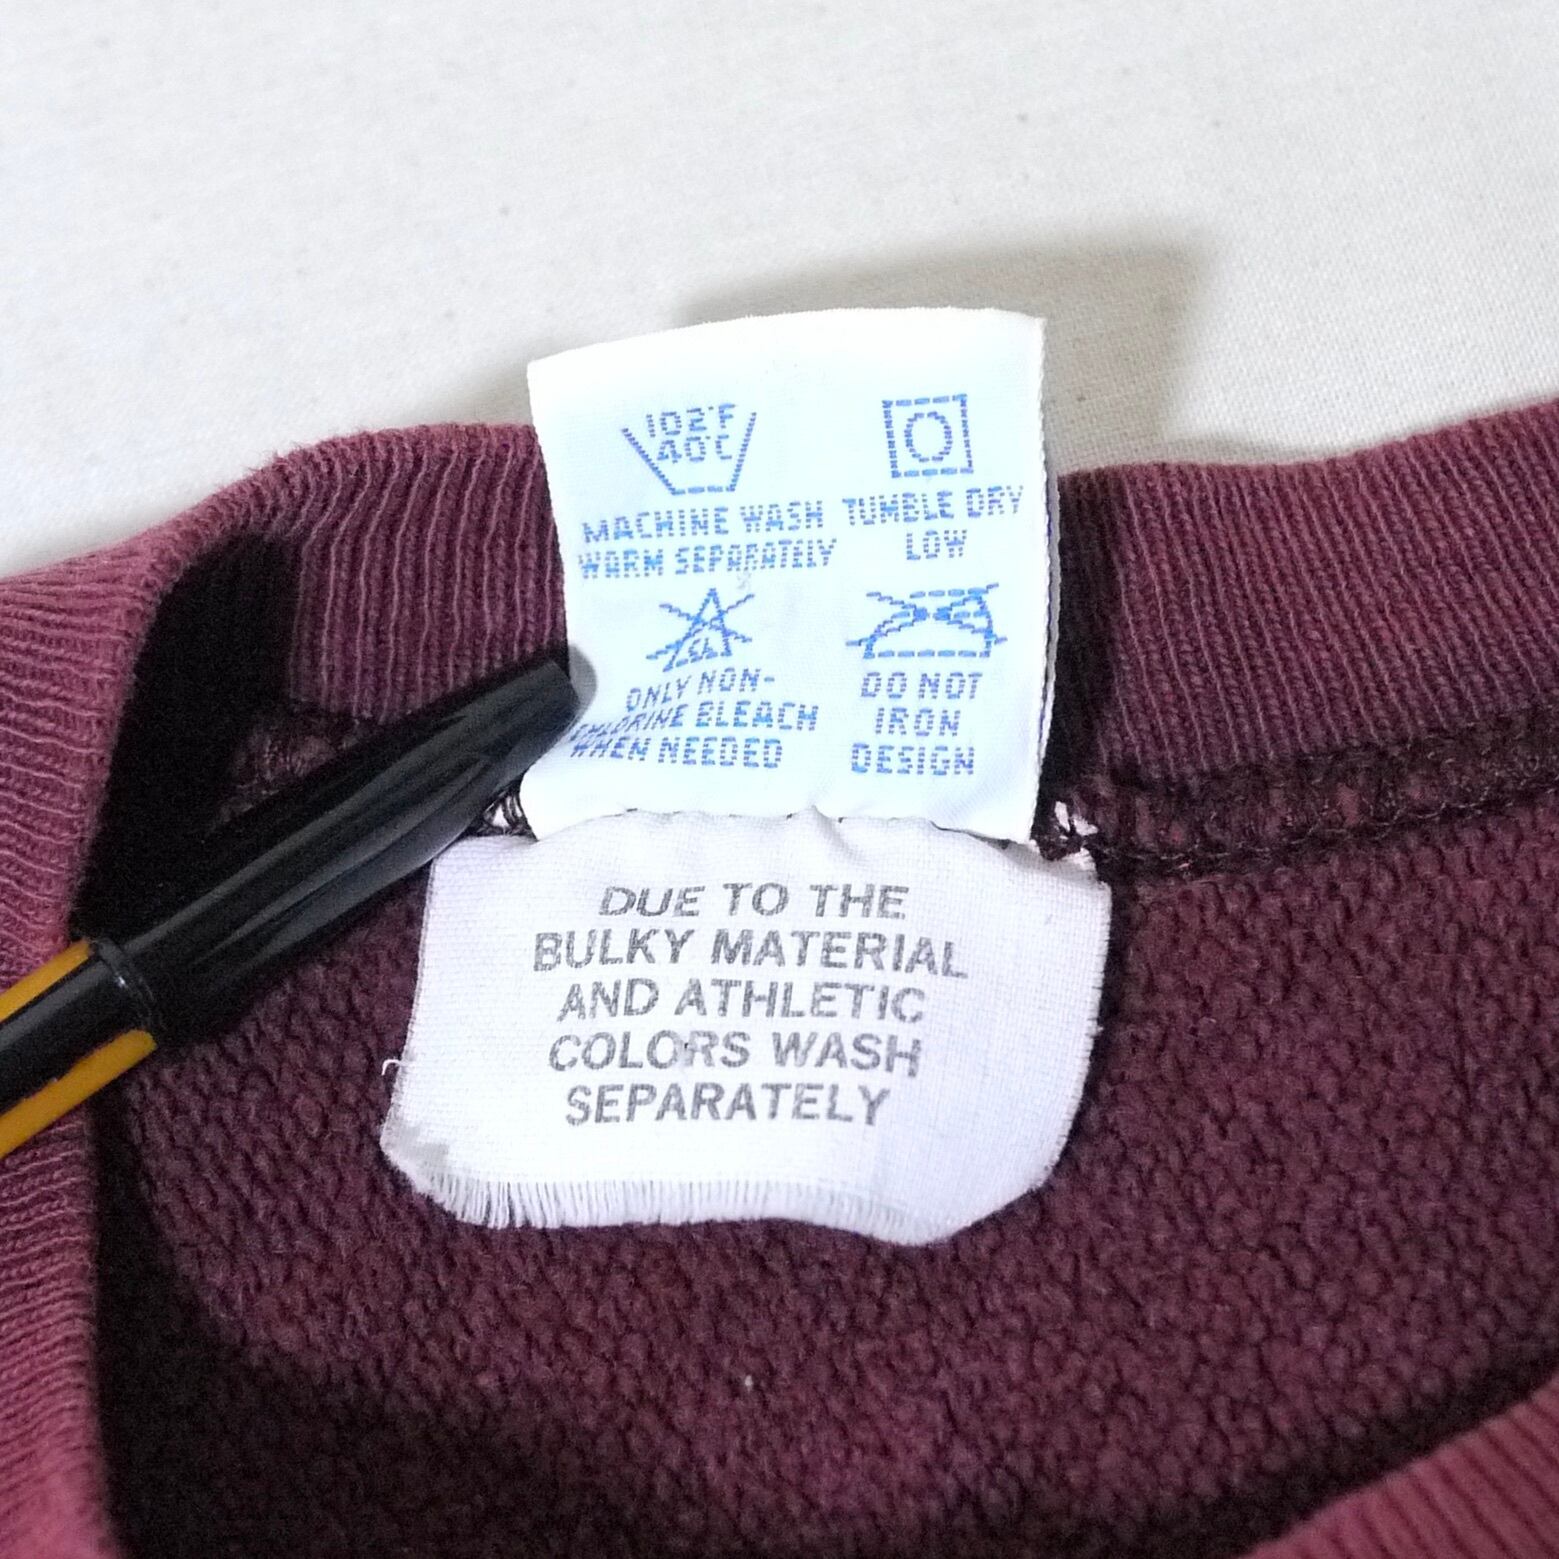 102°F
40°C
MACHINE WASH
WARM SEPARATELY
TUMBLE DRY
LOW
CL
ONLY NON-
CHLORINE BLEACH
WHEN NEEDED
DO NOT
IRON
DESIGN
DUE TO THE
BULKY MATERIAL
AND ATHLETIC
COLORS WASH
SEPARATELY